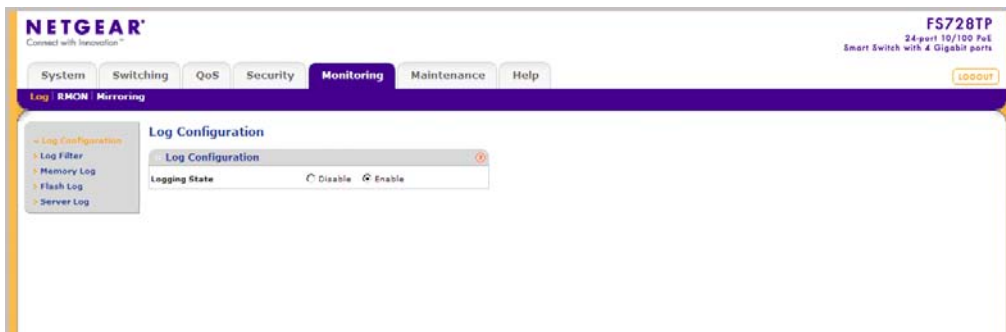 NETGEAR®
Connect with Innovation™
FS728TP
24-port 10/100 PoE
Smart Switch with 4 Gigabit ports
System Switching QoS Security Monitoring Maintenance Help
LOGOUT
Log RMON Mirroring
Log Configuration
Log Filter
Memory Log
Flash Log
Server Log
Log Configuration
Log Configuration
Logging State Disable Enable